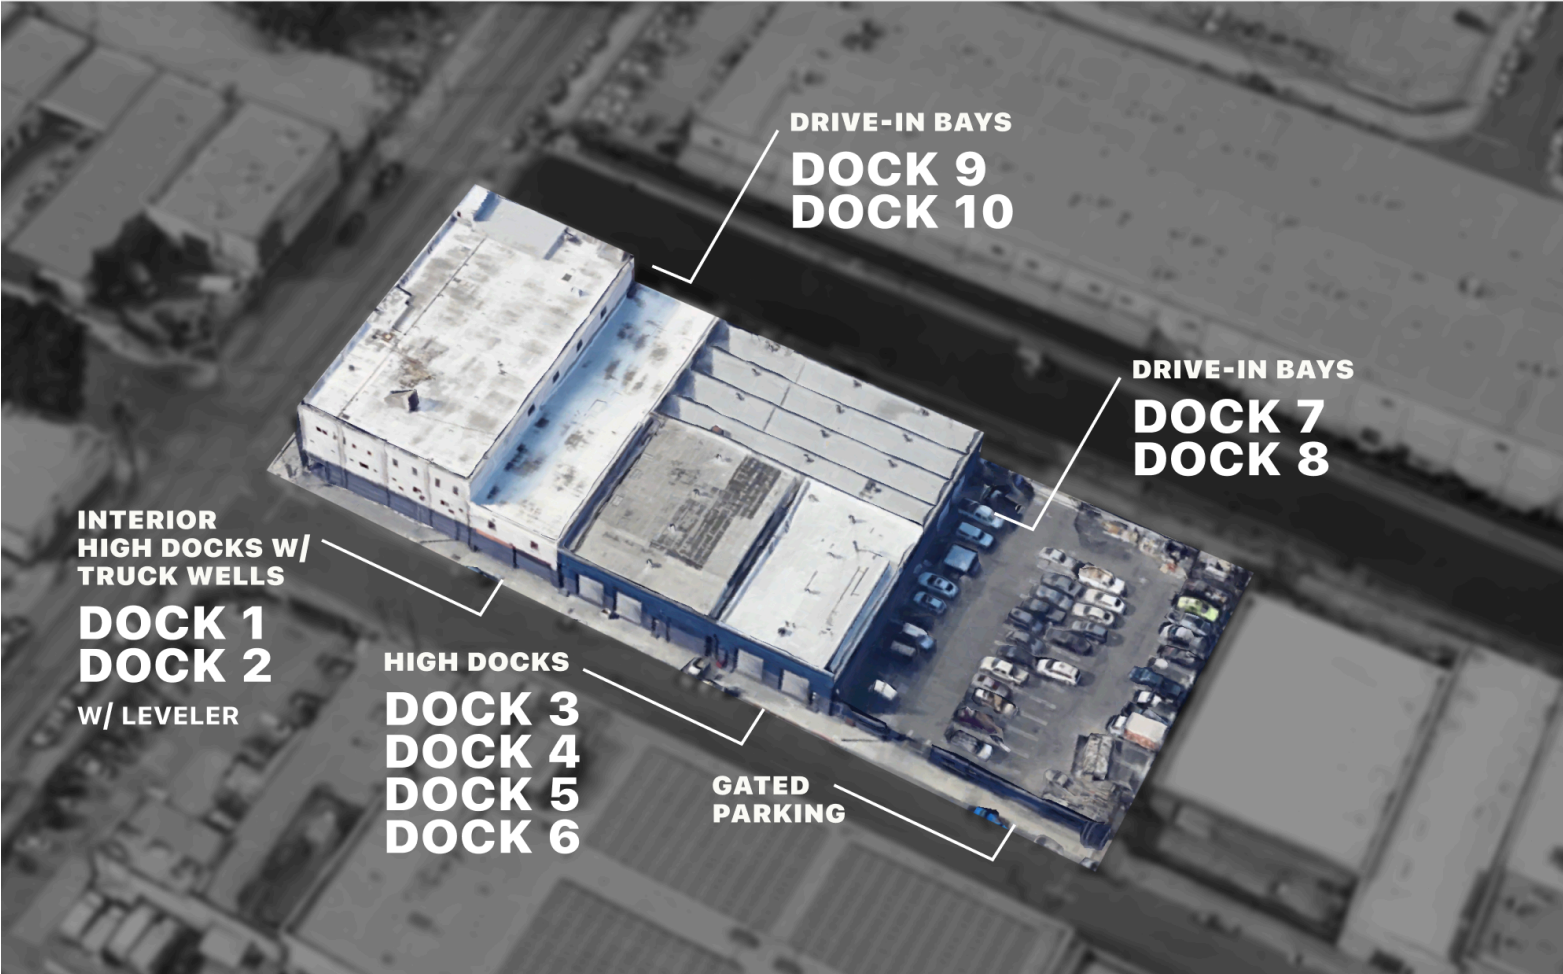 DRIVE-IN BAYS
DOCK 9
DOCK 10
DRIVE-IN BAYS
DOCK 7
DOCK 8
INTERIOR
HIGH DOCKS W/
TRUCK WELLS
DOCK 1
DOCK 2
W/ LEVELER
HIGH DOCKS
DOCK 3
DOCK 4
DOCK 5
DOCK 6
GATED
PARKING